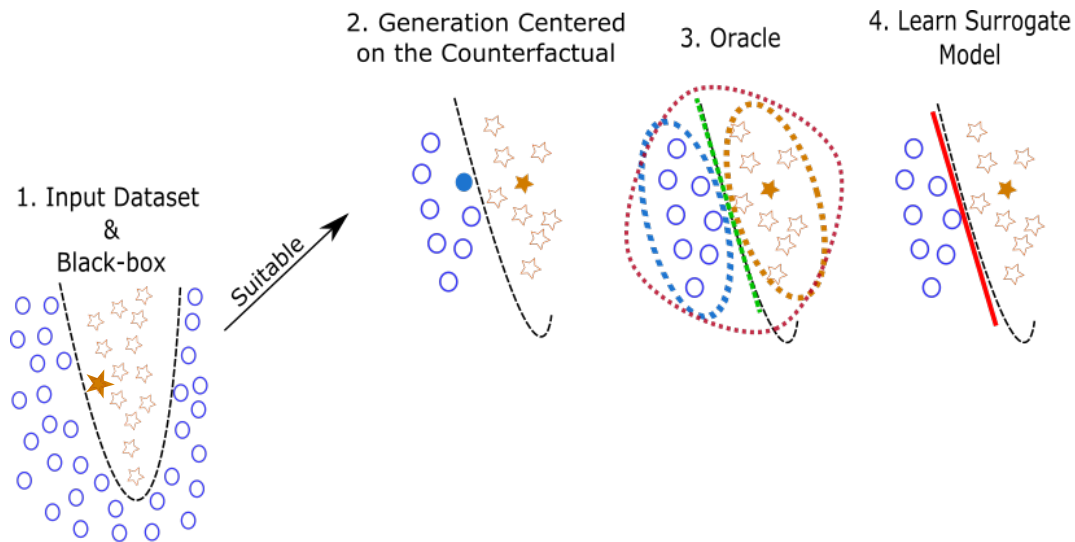 1. Input Dataset
&
Black-box
Suitable
2. Generation Centered
on the Counterfactual
3. Oracle
4. Learn Surrogate
Model